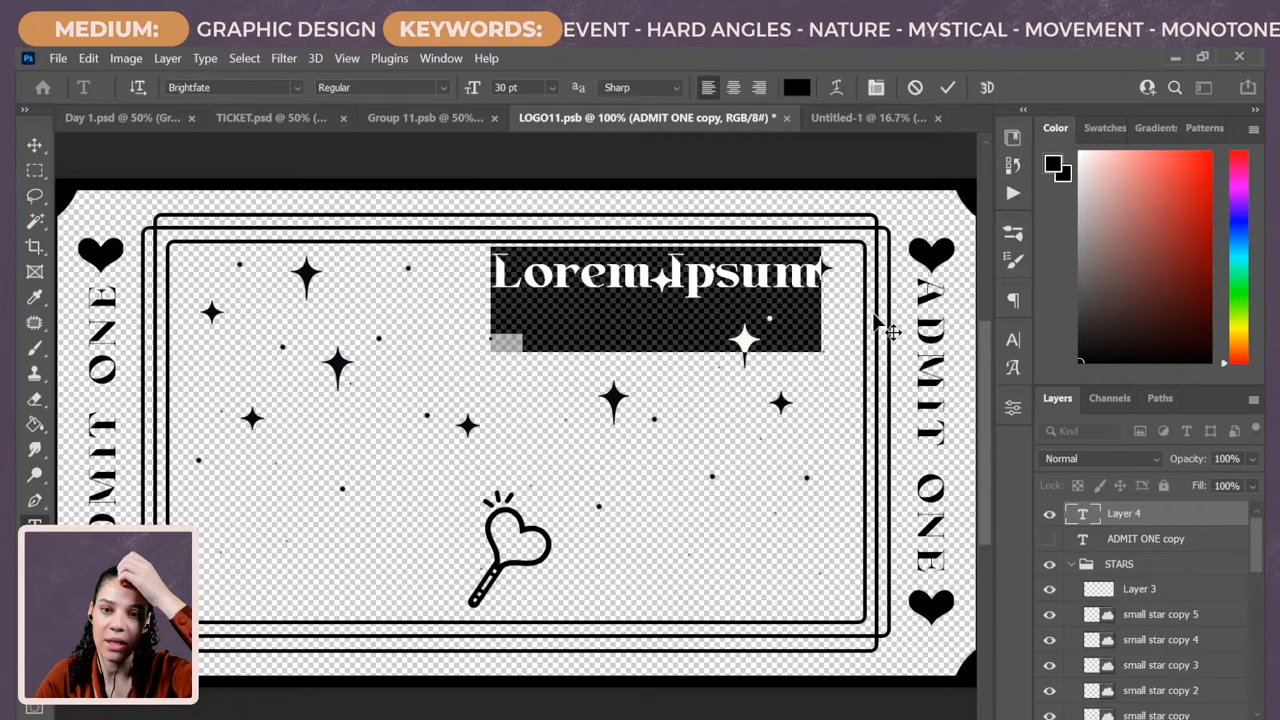 MEDIUM: GRAPHIC DESIGN KEYWORDS: EVENT - HARD ANGLES - NATURE - MYSTICAL - MOVEMENT - MONOTONE
Ps File Edit Image Layer Type Select Filter 3D View Plugins Window Help
T Brightfate Regular 30 pt aa Sharp 3D
Day 1.psd @ 50% (Gr... TICKET.psd @ 50% (... Group 11.psb @ 50%... LOGO11.psb @ 100% (ADMIT ONE copy, RGB/8#) * Untitled-1 @ 16.7% (...
Color Swatches Gradient: Patterns
Lorem Ipsum
ADMIT ONE
ADMIT ONE
Layers Channels Paths
Kind
Normal Opacity: 100%
Lock: Fill: 100%
Layer 4
ADMIT ONE copy
STARS
Layer 3
small star copy 5
small star copy 4
small star copy 3
small star copy 2
small star copy